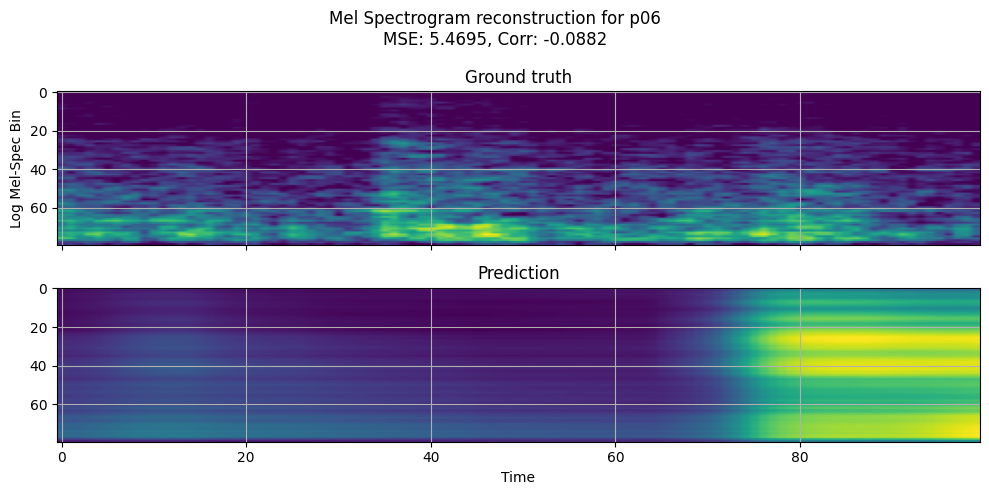 Mel Spectrogram reconstruction for p06
MSE: 5.4695, Corr: -0.0882
Ground truth
Log Mel-Spec Bin
0
20
40
60
Prediction
0
20
40
60
0 20 40 60 80
Time